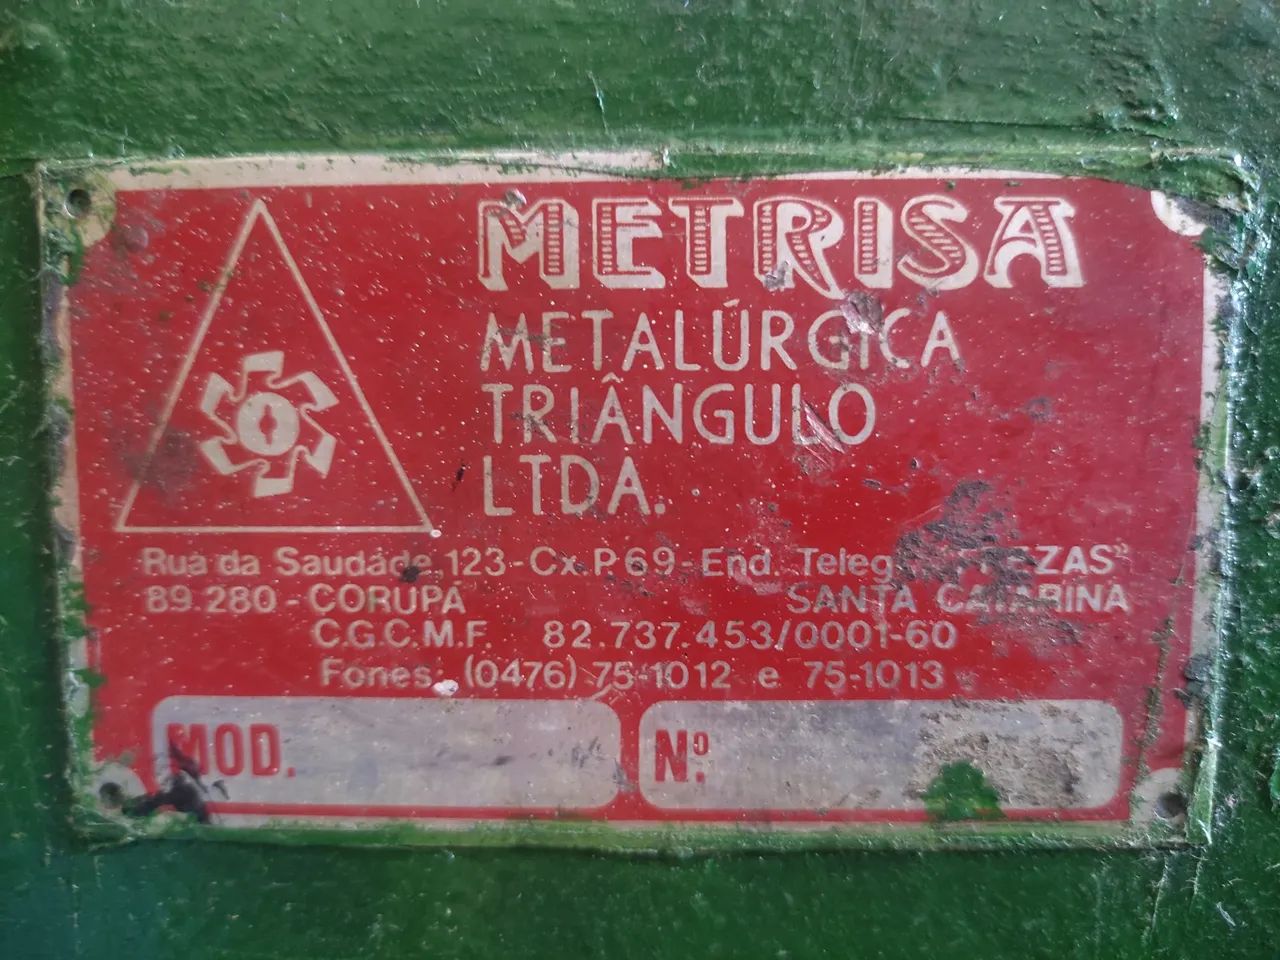 METRISA
METALÚRGICA
TRIÂNGULO
LTDA.
Rua da Saudade, 123 - Cx. P 69 - End. Teleg
89.280 - CORUPÁ SANTA CATARINA
C.G.C.M.F. 82.737.453/0001-60
Fones: (0476) 75-1012 e 75-1013
MOD. Nº.